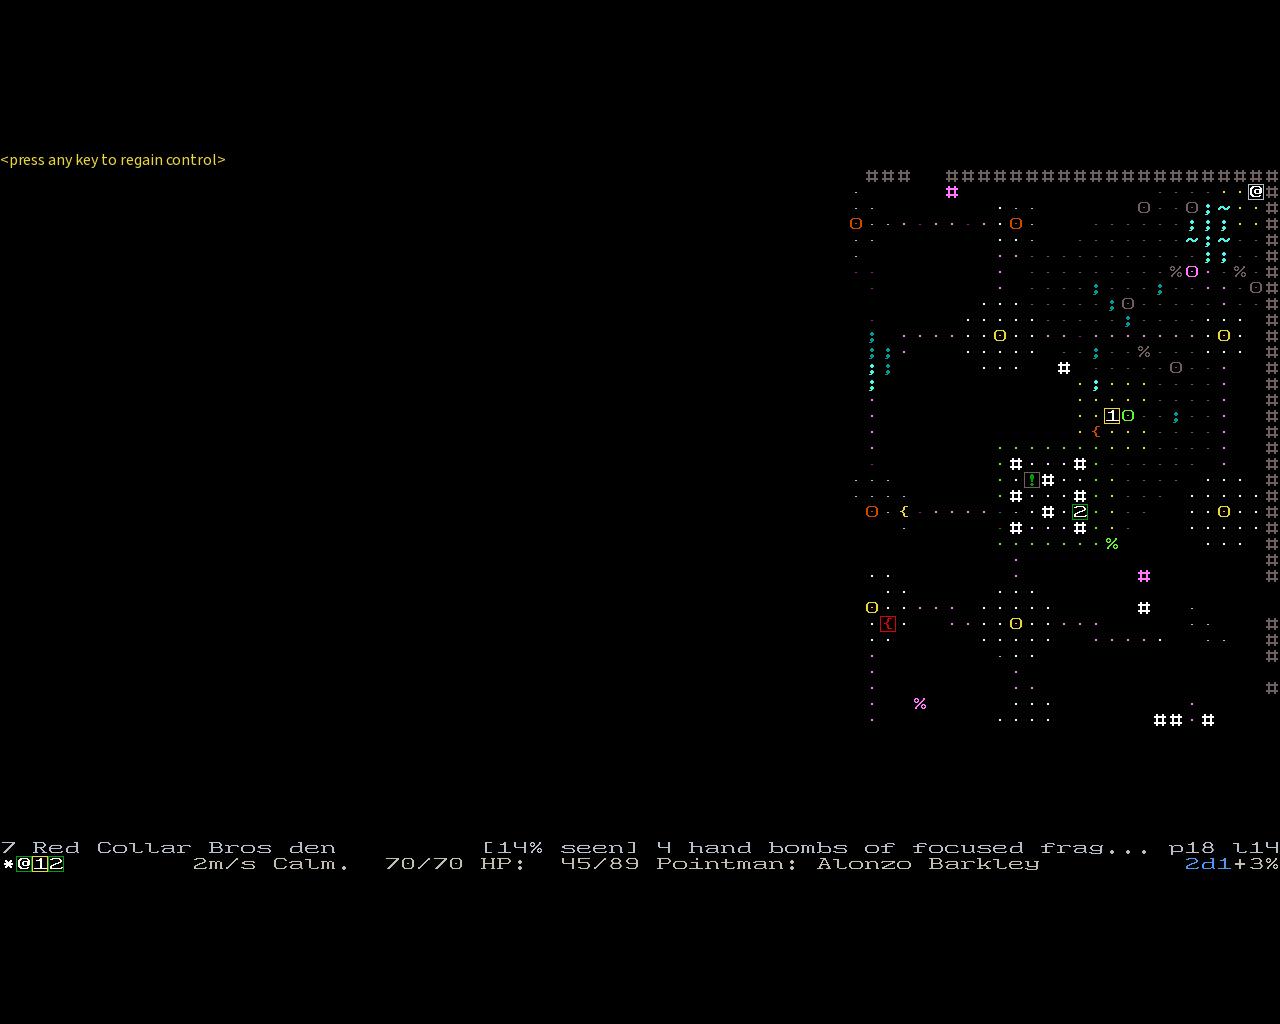 <press any key to regain control>
7 Red Collar Bros den [14% seen] 4 hand bombs of focused frag... p18 l14
*@12 2m/s Calm. 70/70 HP: 45/89 Pointman: Alonzo Barkley 2d1+3%